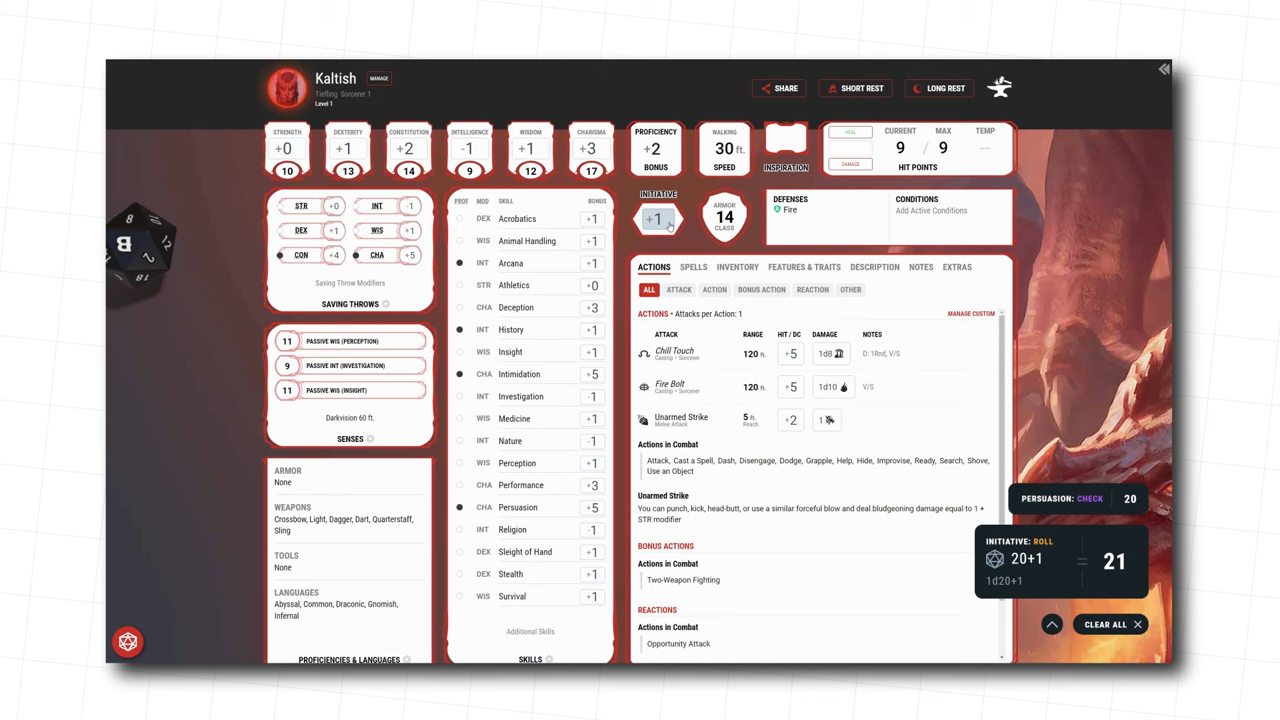 Kaltish MANAGE
Tiefling Sorcerer 1
Level 1
SHARE
SHORT REST
LONG REST
STRENGTH
+0
10
DEXTERITY
+1
13
CONSTITUTION
+2
14
INTELLIGENCE
-1
9
WISDOM
+1
12
CHARISMA
+3
17
PROFICIENCY
+2
BONUS
WALKING
30 ft.
SPEED
INSPIRATION
HEAL
DAMAGE
CURRENT
9
/
MAX
9
TEMP
--
HIT POINTS
STR +0
INT -1
DEX +1
WIS +1
CON +4
CHA +5
Saving Throw Modifiers
SAVING THROWS
11 PASSIVE WIS (PERCEPTION)
9 PASSIVE INT (INVESTIGATION)
11 PASSIVE WIS (INSIGHT)
Darkvision 60 ft.
SENSES
ARMOR
None
WEAPONS
Crossbow, Light, Dagger, Dart, Quarterstaff,
Sling
TOOLS
None
LANGUAGES
Abyssal, Common, Draconic, Gnomish,
Infernal
PROFICIENCIES & LANGUAGES
PROF MOD SKILL BONUS
DEX Acrobatics +1
WIS Animal Handling +1
INT Arcana +1
STR Athletics +0
CHA Deception +3
INT History +1
WIS Insight +1
CHA Intimidation +5
INT Investigation -1
WIS Medicine +1
INT Nature -1
WIS Perception +1
CHA Performance +3
CHA Persuasion +5
INT Religion -1
DEX Sleight of Hand +1
DEX Stealth +1
WIS Survival +1
Additional Skills
SKILLS
INITIATIVE
+1
ARMOR
14
CLASS
DEFENSES
Fire
CONDITIONS
Add Active Conditions
ACTIONS SPELLS INVENTORY FEATURES & TRAITS DESCRIPTION NOTES EXTRAS
ALL ATTACK ACTION BONUS ACTION REACTION OTHER
ACTIONS • Attacks per Action: 1 MANAGE CUSTOM
ATTACK RANGE HIT / DC DAMAGE NOTES
Chill Touch 120 ft. +5 1d8 D: 1Rnd, V/S
Cantrip • Sorcerer
Fire Bolt 120 ft. +5 1d10 V/S
Cantrip • Sorcerer
Unarmed Strike 5 ft. +2 1
Melee Attack Reach
Actions in Combat
Attack, Cast a Spell, Dash, Disengage, Dodge, Grapple, Help, Hide, Improvise, Ready, Search, Shove,
Use an Object
Unarmed Strike
You can punch, kick, head-butt, or use a similar forceful blow and deal bludgeoning damage equal to 1 +
STR modifier
BONUS ACTIONS
Actions in Combat
Two-Weapon Fighting
REACTIONS
Actions in Combat
Opportunity Attack
PERSUASION: CHECK 20
INITIATIVE: ROLL
20+1 = 21
1d20+1
CLEAR ALL
8
10
12
2
18